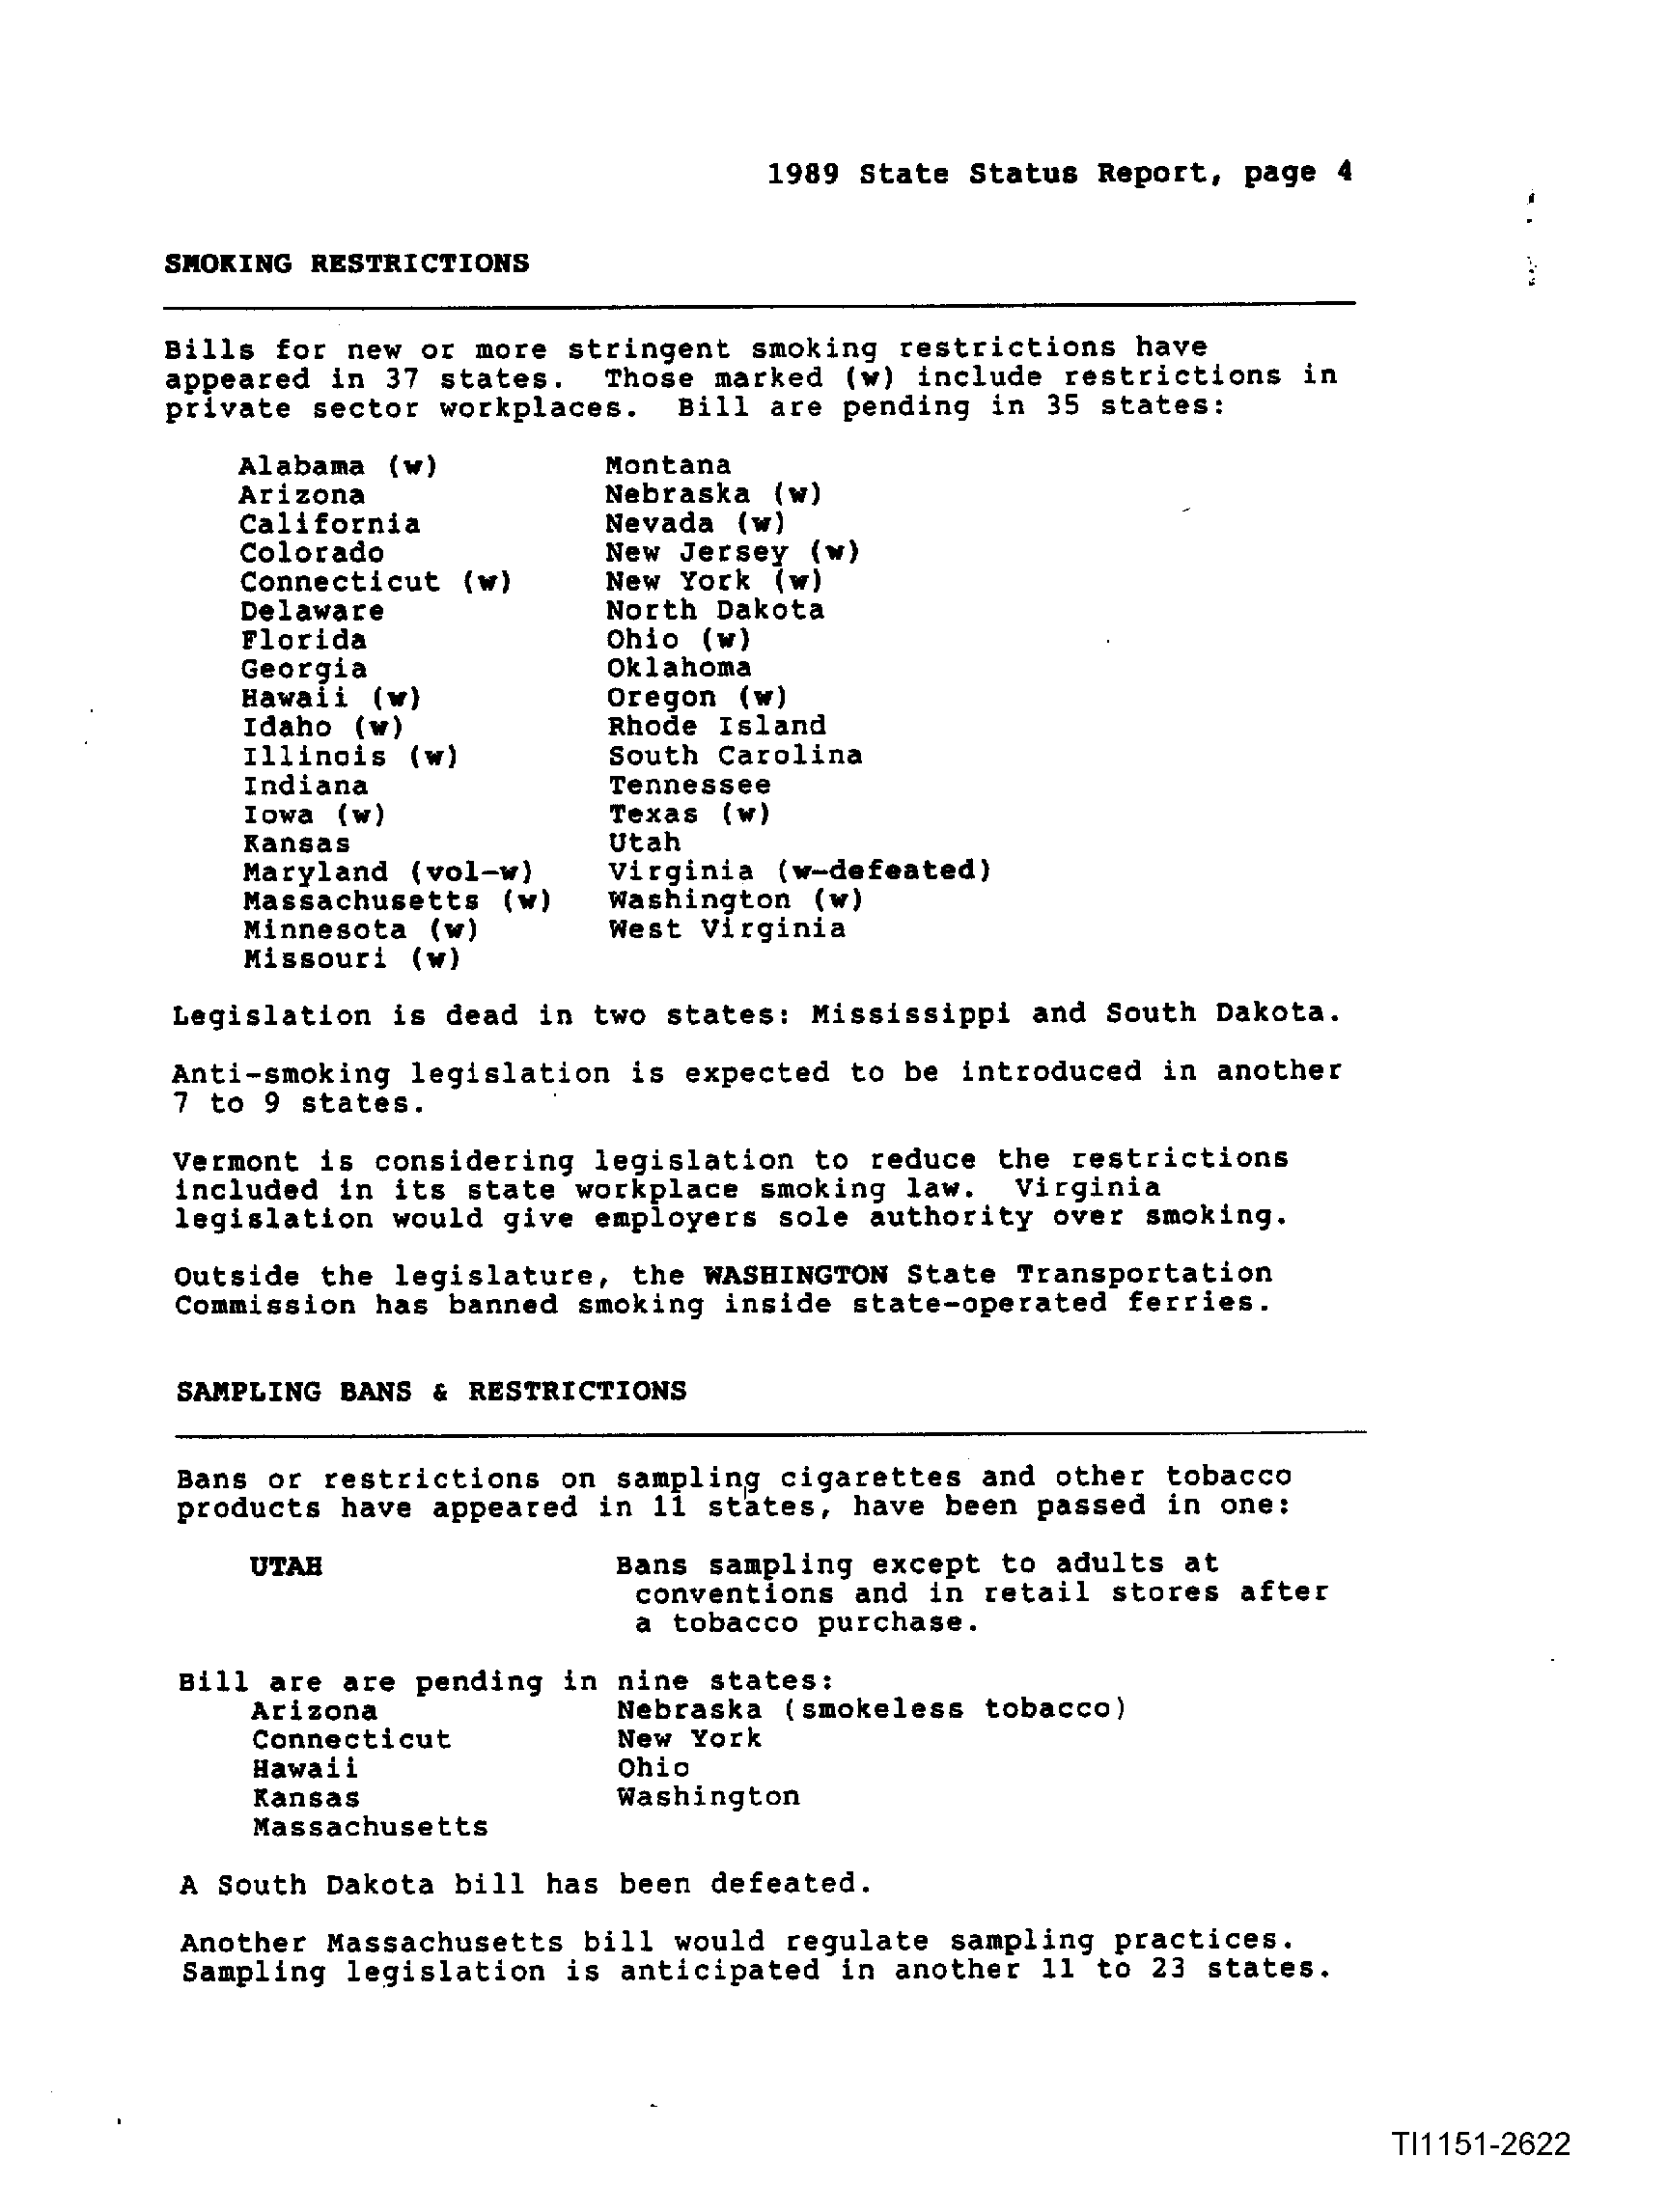 1989 State Status Report, page 4
SMOKING RESTRICTIONS
Bills for new or more stringent smoking restrictions have
appeared in 37 states. Those marked (w) include restrictions in
private sector workplaces. Bill are pending in 35 states:
Alabama (w) Montana
Arizona Nebraska (w)
California Nevada (w)
Colorado New Jersey (w)
Connecticut (w) New York (w)
Delaware North Dakota
Florida Ohio (w)
Georgia Oklahoma
Hawaii (w) Oregon (w)
Idaho (w) Rhode Island
Illinois (w) South Carolina
Indiana Tennessee
Iowa (w) Texas (w)
Kansas Utah
Maryland (vol-w) Virginia (w-defeated)
Massachusetts (w) Washington (w)
Minnesota (w) West Virginia
Missouri (w)
Legislation is dead in two states: Mississippi and South Dakota.
Anti-smoking legislation is expected to be introduced in another
7 to 9 states.
Vermont is considering legislation to reduce the restrictions
included in its state workplace smoking law. Virginia
legislation would give employers sole authority over smoking.
Outside the legislature, the WASHINGTON State Transportation
Commission has banned smoking inside state-operated ferries.
SAMPLING BANS & RESTRICTIONS
Bans or restrictions on sampling cigarettes and other tobacco
products have appeared in 11 states, have been passed in one:
UTAH Bans sampling except to adults at
conventions and in retail stores after
a tobacco purchase.
Bill are are pending in nine states:
Arizona Nebraska (smokeless tobacco)
Connecticut New York
Hawaii Ohio
Kansas Washington
Massachusetts
A South Dakota bill has been defeated.
Another Massachusetts bill would regulate sampling practices.
Sampling legislation is anticipated in another 11 to 23 states.
TI1151-2622